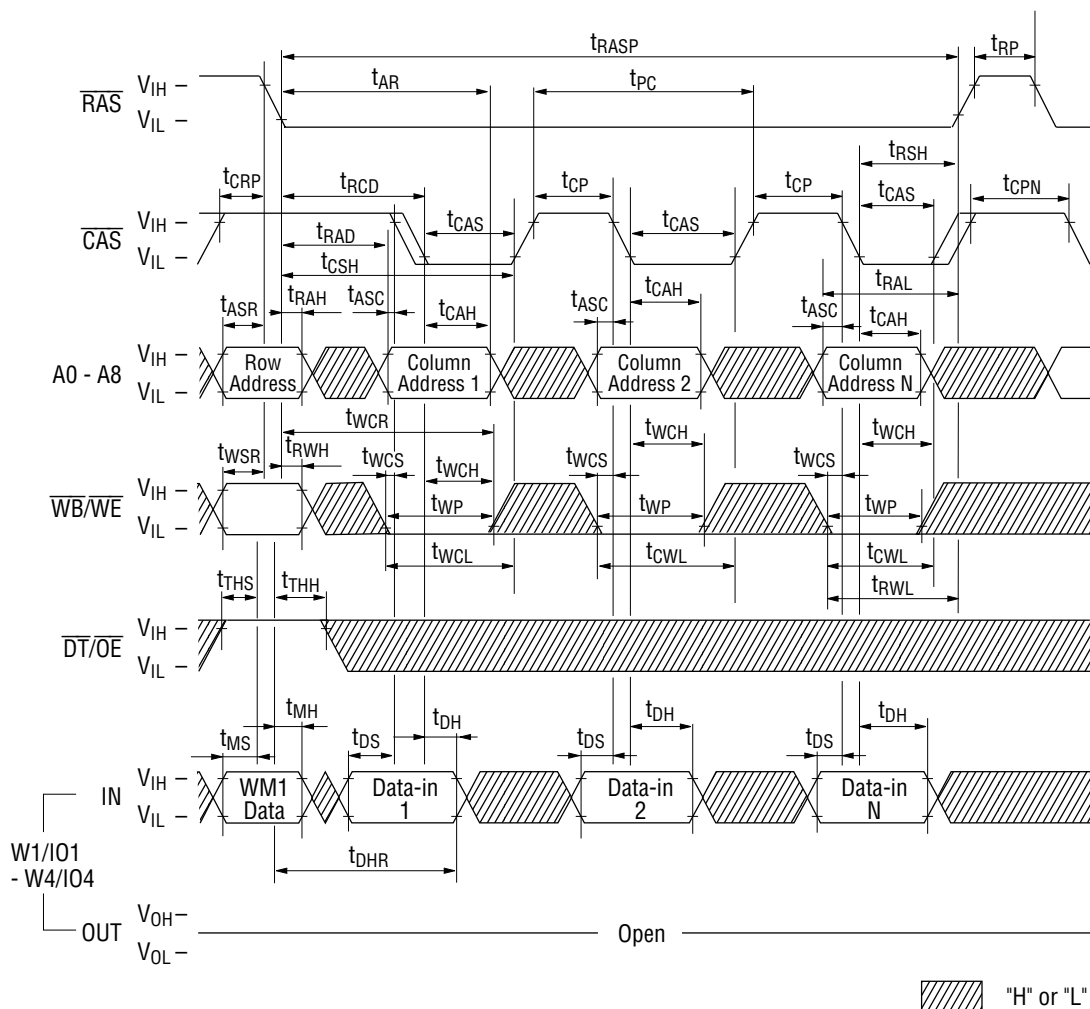 tRASP tRP
tAR tPC
RAS VIH
VIL
tRSH
tCRP tRCD tCP tCP tCAS tCPN
CAS VIH
VIL
tCAS tCAS
tRAD
tCSH tRAL
tASR tRAH tASC tCAH tASC tCAH tASC tCAH
A0 - A8 VIH
VIL
Row Address
Column Address 1
Column Address 2
Column Address N
tWCR
tWSR tRWH tWCS tWCH tWCS tWCH tWCS tWCH
WB/WE VIH
VIL
tWP tWP tWP
tWCL tCWL tCWL
tTHS tTHH tRWL
DT/OE VIH
VIL
tMS tMH tDS tDH tDS tDH tDS tDH
IN VIH
VIL
WM1 Data
Data-in 1
Data-in 2
Data-in N
W1/IO1
- W4/IO4
tDHR
OUT VOH
VOL
Open
"H" or "L"